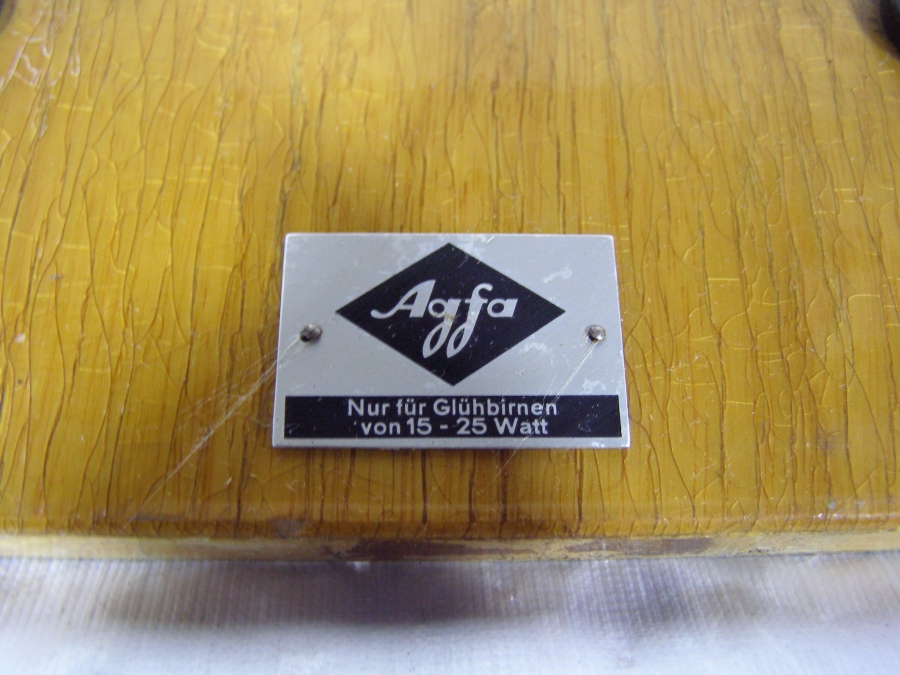 Agfa
Nur für Glühbirnen
von 15 - 25 Watt